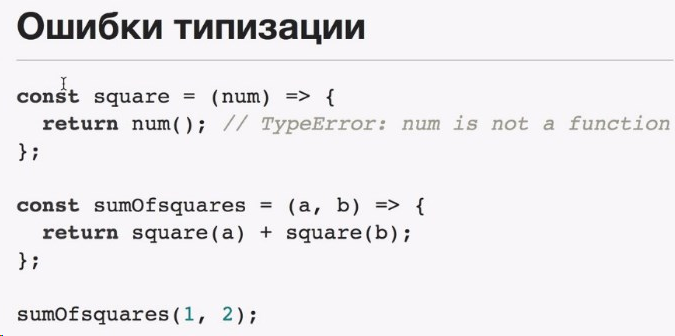 Ошибки типизации
const square = (num) => {
  return num(); // TypeError: num is not a function
};
const sumOfsquares = (a, b) => {
  return square(a) + square(b);
};
sumOfsquares(1, 2);